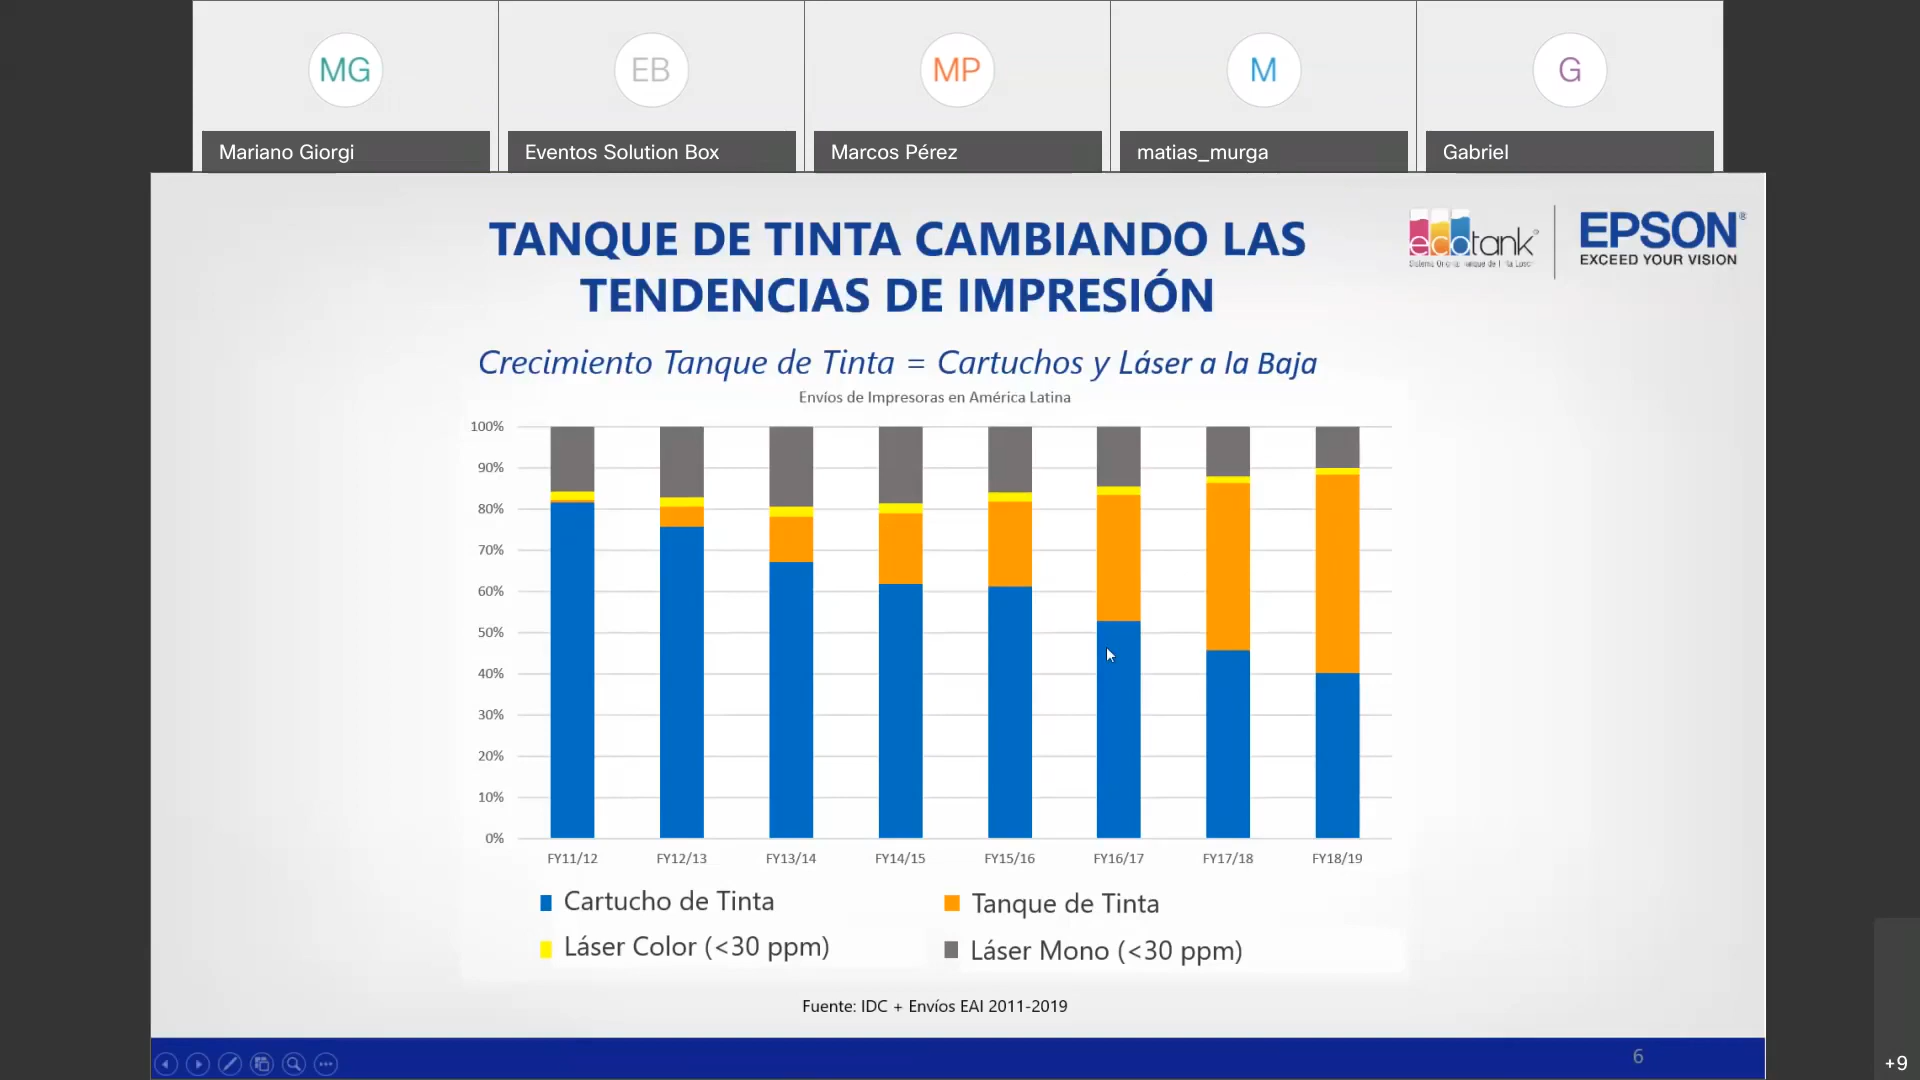 MG
EB
MP
M
G
Mariano Giorgi
Eventos Solution Box
Marcos Pérez
matias_murga
Gabriel
TANQUE DE TINTA CAMBIANDO LAS
TENDENCIAS DE IMPRESIÓN
ecotank
EPSON®
EXCEED YOUR VISION
Crecimiento Tanque de Tinta = Cartuchos y Láser a la Baja
Envíos de Impresoras en América Latina
100%
90%
80%
70%
60%
50%
40%
30%
20%
10%
0%
FY11/12 FY12/13 FY13/14 FY14/15 FY15/16 FY16/17 FY17/18 FY18/19
Cartucho de Tinta
Tanque de Tinta
Láser Color (<30 ppm)
Láser Mono (<30 ppm)
Fuente: IDC + Envíos EAI 2011-2019
6
+9